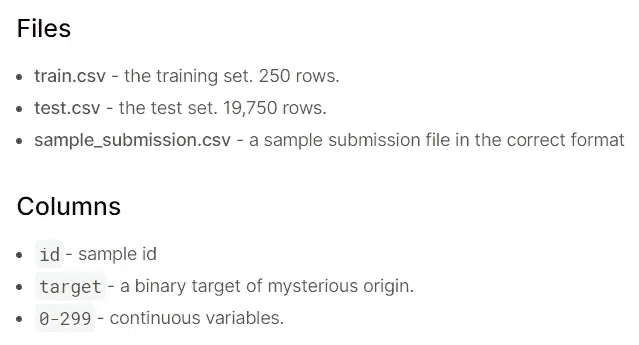 Files
• train.csv - the training set. 250 rows.
• test.csv - the test set. 19,750 rows.
• sample_submission.csv - a sample submission file in the correct format
Columns
• id - sample id
• target - a binary target of mysterious origin.
• 0-299 - continuous variables.